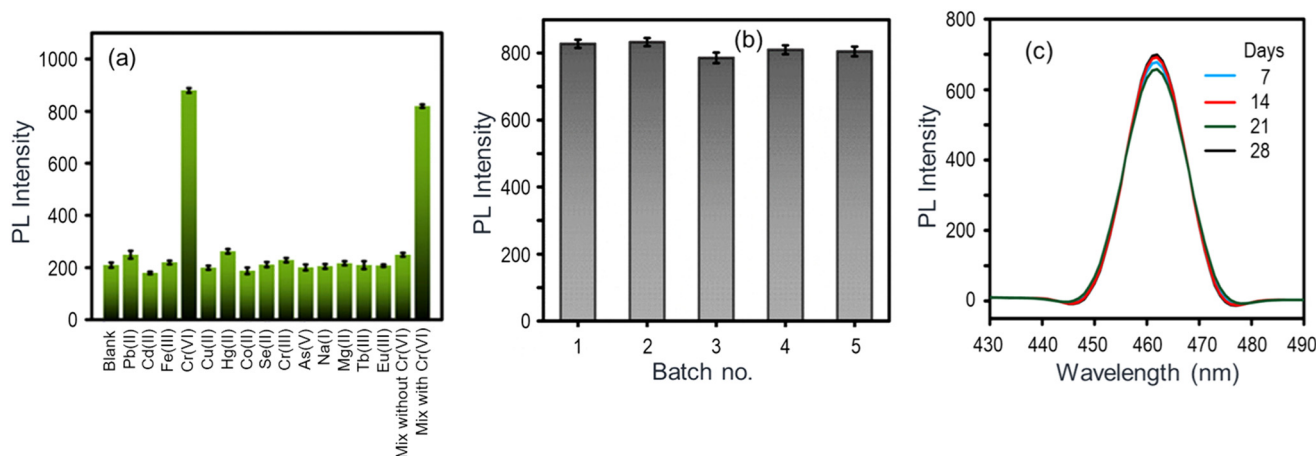 (a)
PL Intensity
1000
800
600
400
200
0
Blank
Pb(II)
Cd(II)
Fe(III)
Cr(VI)
Cu(II)
Hg(II)
Co(II)
Se(II)
Cr(III)
As(V)
Na(I)
Mg(II)
Tb(III)
Eu(III)
Mix without Cr(VI)
Mix with Cr(VI)
(b)
PL Intensity
800
600
400
200
0
1 2 3 4 5
Batch no.
(c)
PL Intensity
800
600
400
200
0
Days
7
14
21
28
430 440 450 460 470 480 490
Wavelength (nm)